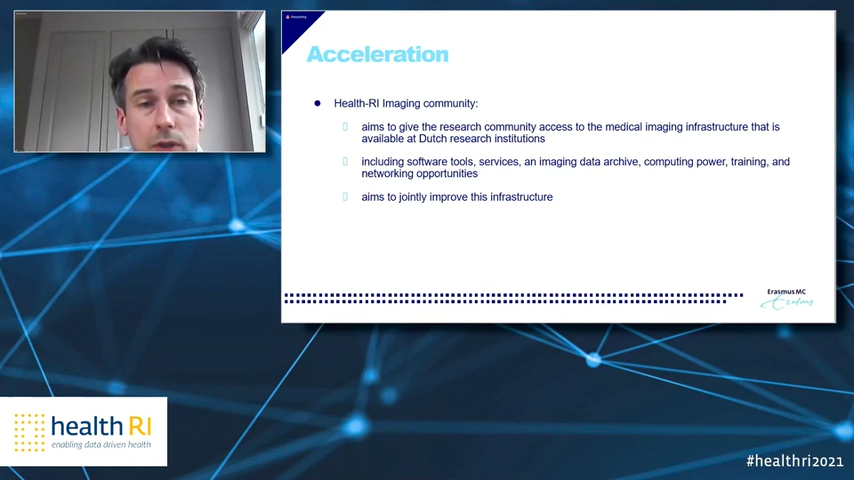 Recording
Acceleration
Health-RI Imaging community:
aims to give the research community access to the medical imaging infrastructure that is
available at Dutch research institutions
including software tools, services, an imaging data archive, computing power, training, and
networking opportunities
aims to jointly improve this infrastructure
Erasmus MC
Erasmus
health RI
enabling data driven health
#healthri2021